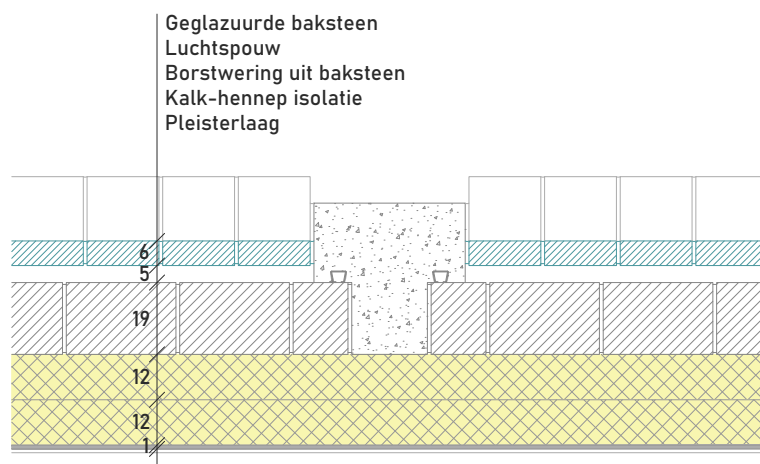 Geglazuurde baksteen
Luchtspouw
Borstwering uit baksteen
Kalk-hennep isolatie
Pleisterlaag
6
5
19
12
12
1